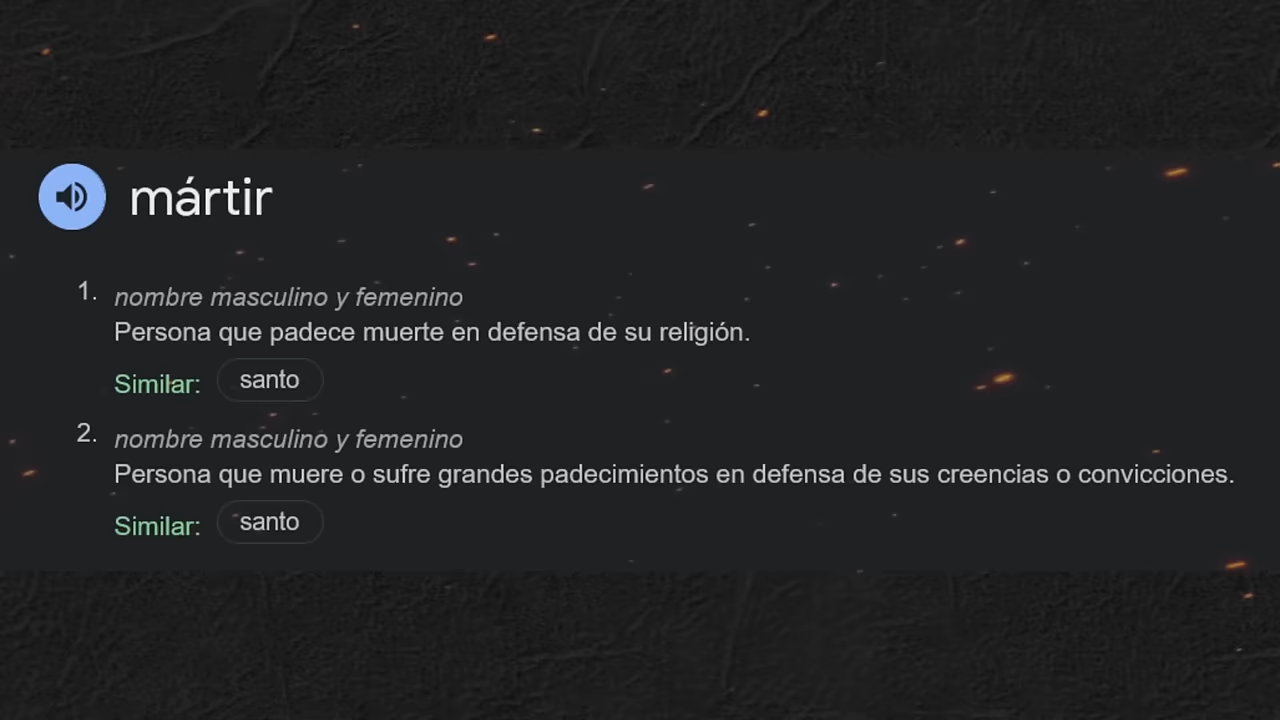 mártir
1. nombre masculino y femenino
Persona que padece muerte en defensa de su religión.
Similar: santo
2. nombre masculino y femenino
Persona que muere o sufre grandes padecimientos en defensa de sus creencias o convicciones.
Similar: santo